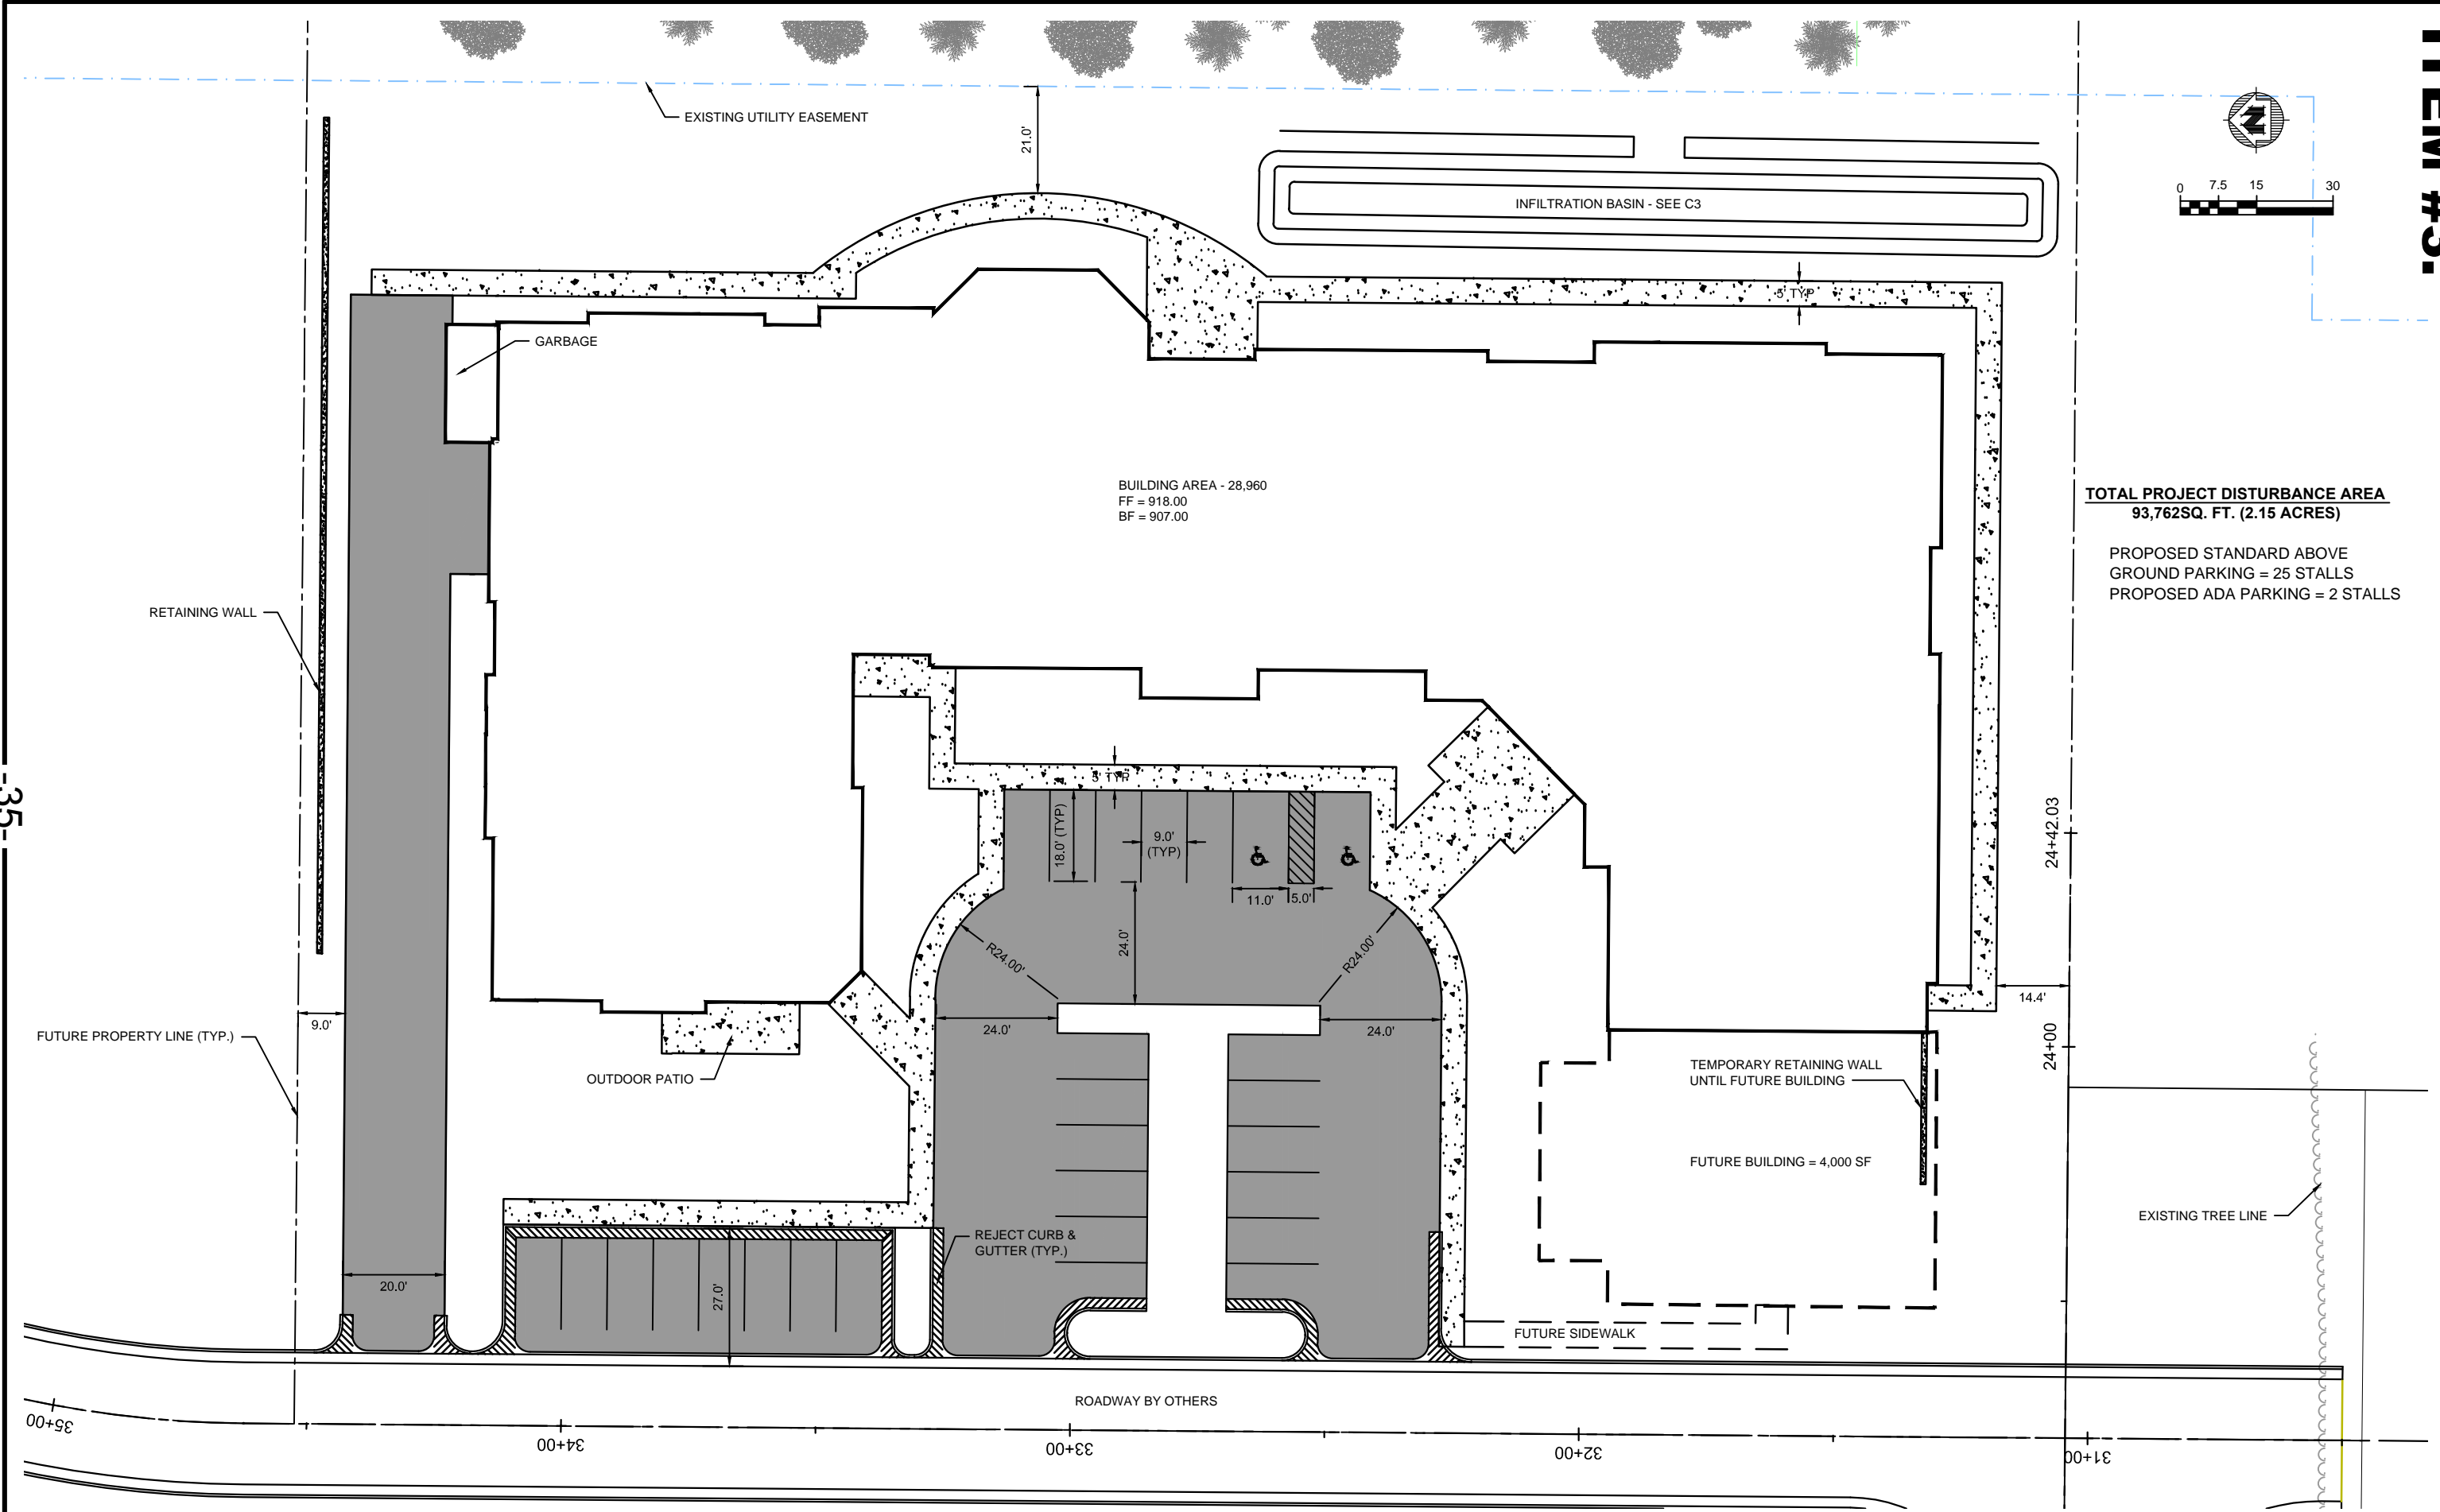 ITEM #3.
EXISTING UTILITY EASEMENT
21.0'
N
0 7.5 15 30
INFILTRATION BASIN - SEE C3
5' TYP
GARBAGE
BUILDING AREA - 28,960
FF = 918.00
BF = 907.00
TOTAL PROJECT DISTURBANCE AREA
93,762SQ. FT. (2.15 ACRES)
PROPOSED STANDARD ABOVE
GROUND PARKING = 25 STALLS
PROPOSED ADA PARKING = 2 STALLS
RETAINING WALL
--35--
5' TYP
18.0' (TYP)
9.0'
(TYP)
11.0'
5.0'
24.0'
R24.00'
R24.00'
24+42.03
14.4'
9.0'
FUTURE PROPERTY LINE (TYP.)
24.0'
24.0'
24+00
OUTDOOR PATIO
TEMPORARY RETAINING WALL
UNTIL FUTURE BUILDING
FUTURE BUILDING = 4,000 SF
EXISTING TREE LINE
REJECT CURB &
GUTTER (TYP.)
20.0'
27.0'
FUTURE SIDEWALK
ROADWAY BY OTHERS
35+00
34+00
33+00
32+00
31+00